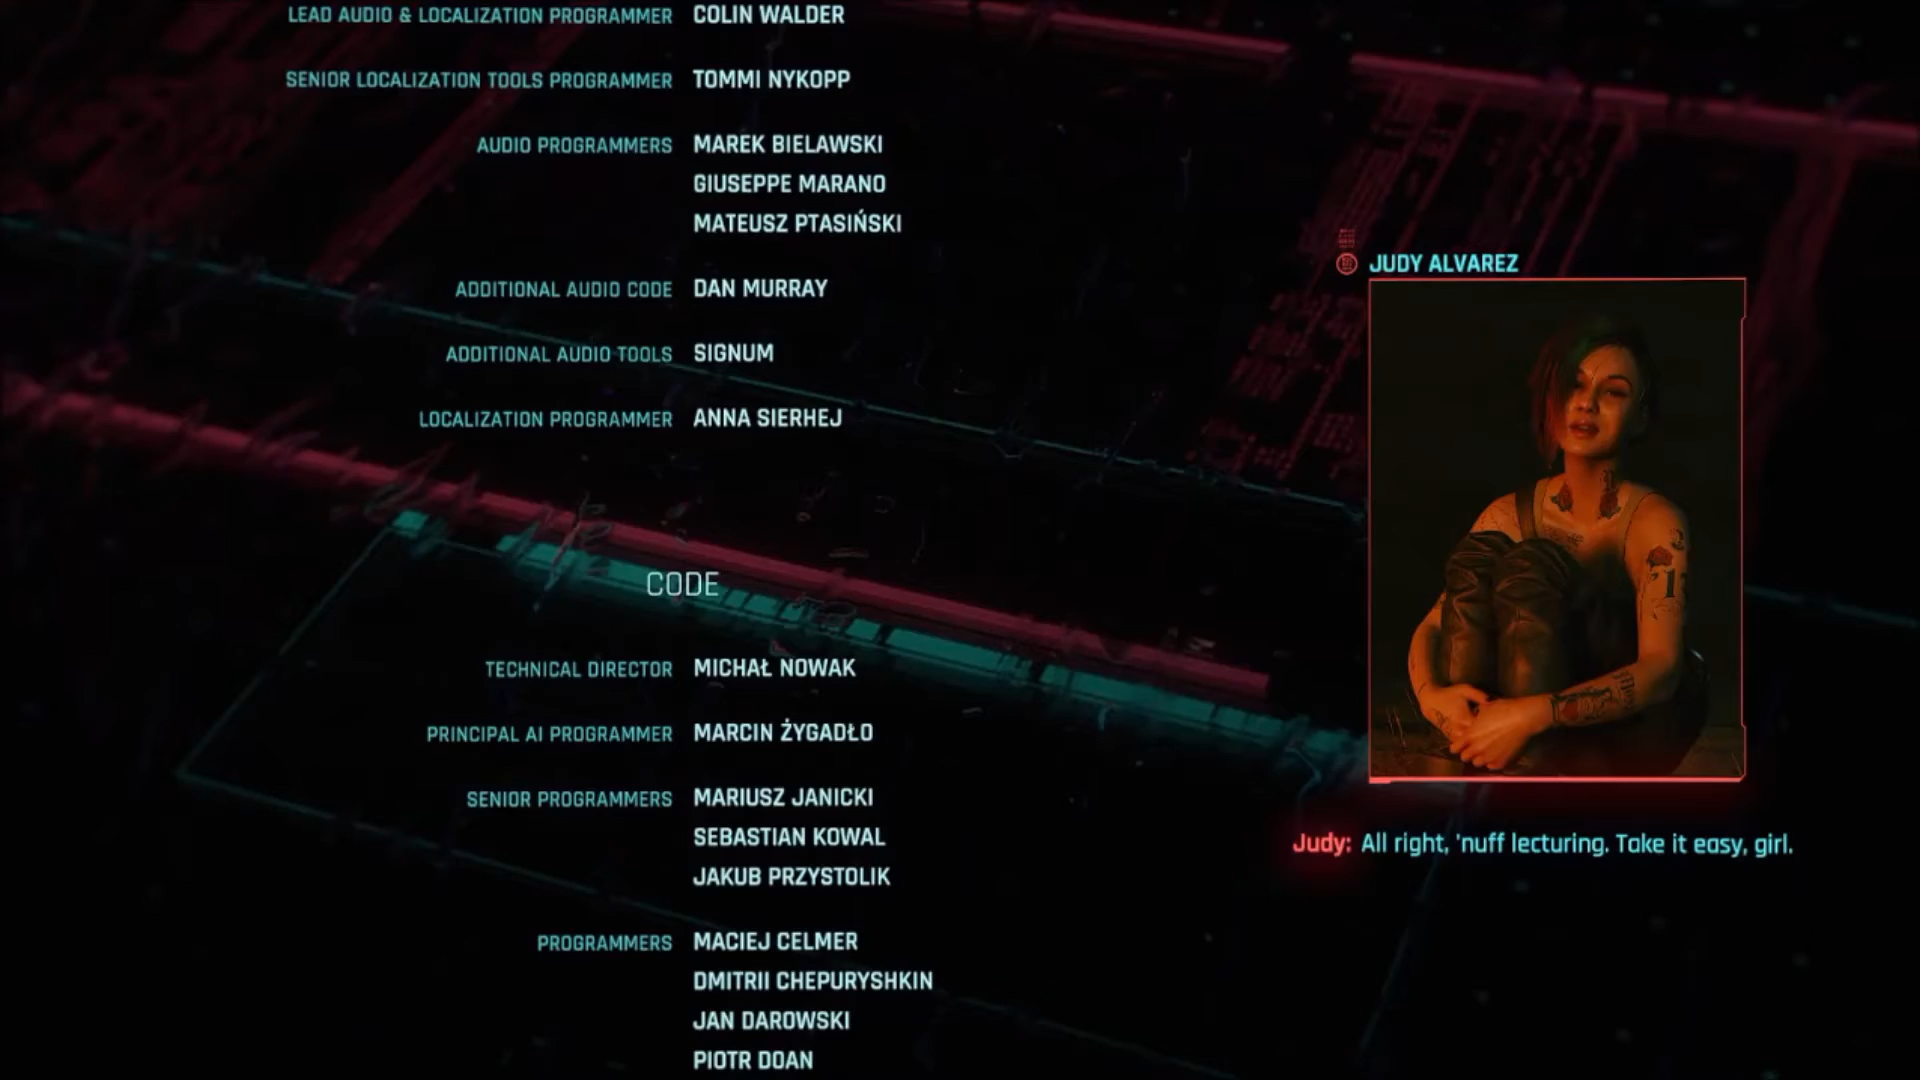 LEAD AUDIO & LOCALIZATION PROGRAMMER COLIN WALDER
SENIOR LOCALIZATION TOOLS PROGRAMMER TOMMI NYKOPP
AUDIO PROGRAMMERS MAREK BIELAWSKI
GIUSEPPE MARANO
MATEUSZ PTASIŃSKI
ADDITIONAL AUDIO CODE DAN MURRAY
ADDITIONAL AUDIO TOOLS SIGNUM
LOCALIZATION PROGRAMMER ANNA SIERHEJ
CODE
TECHNICAL DIRECTOR MICHAŁ NOWAK
PRINCIPAL AI PROGRAMMER MARCIN ŻYGADŁO
SENIOR PROGRAMMERS MARIUSZ JANICKI
SEBASTIAN KOWAL
JAKUB PRZYSTOLIK
PROGRAMMERS MACIEJ CELMER
DMITRII CHEPURYSHKIN
JAN DAROWSKI
PIOTR DOAN
JUDY ALVAREZ
Judy: All right, 'nuff lecturing. Take it easy, girl.